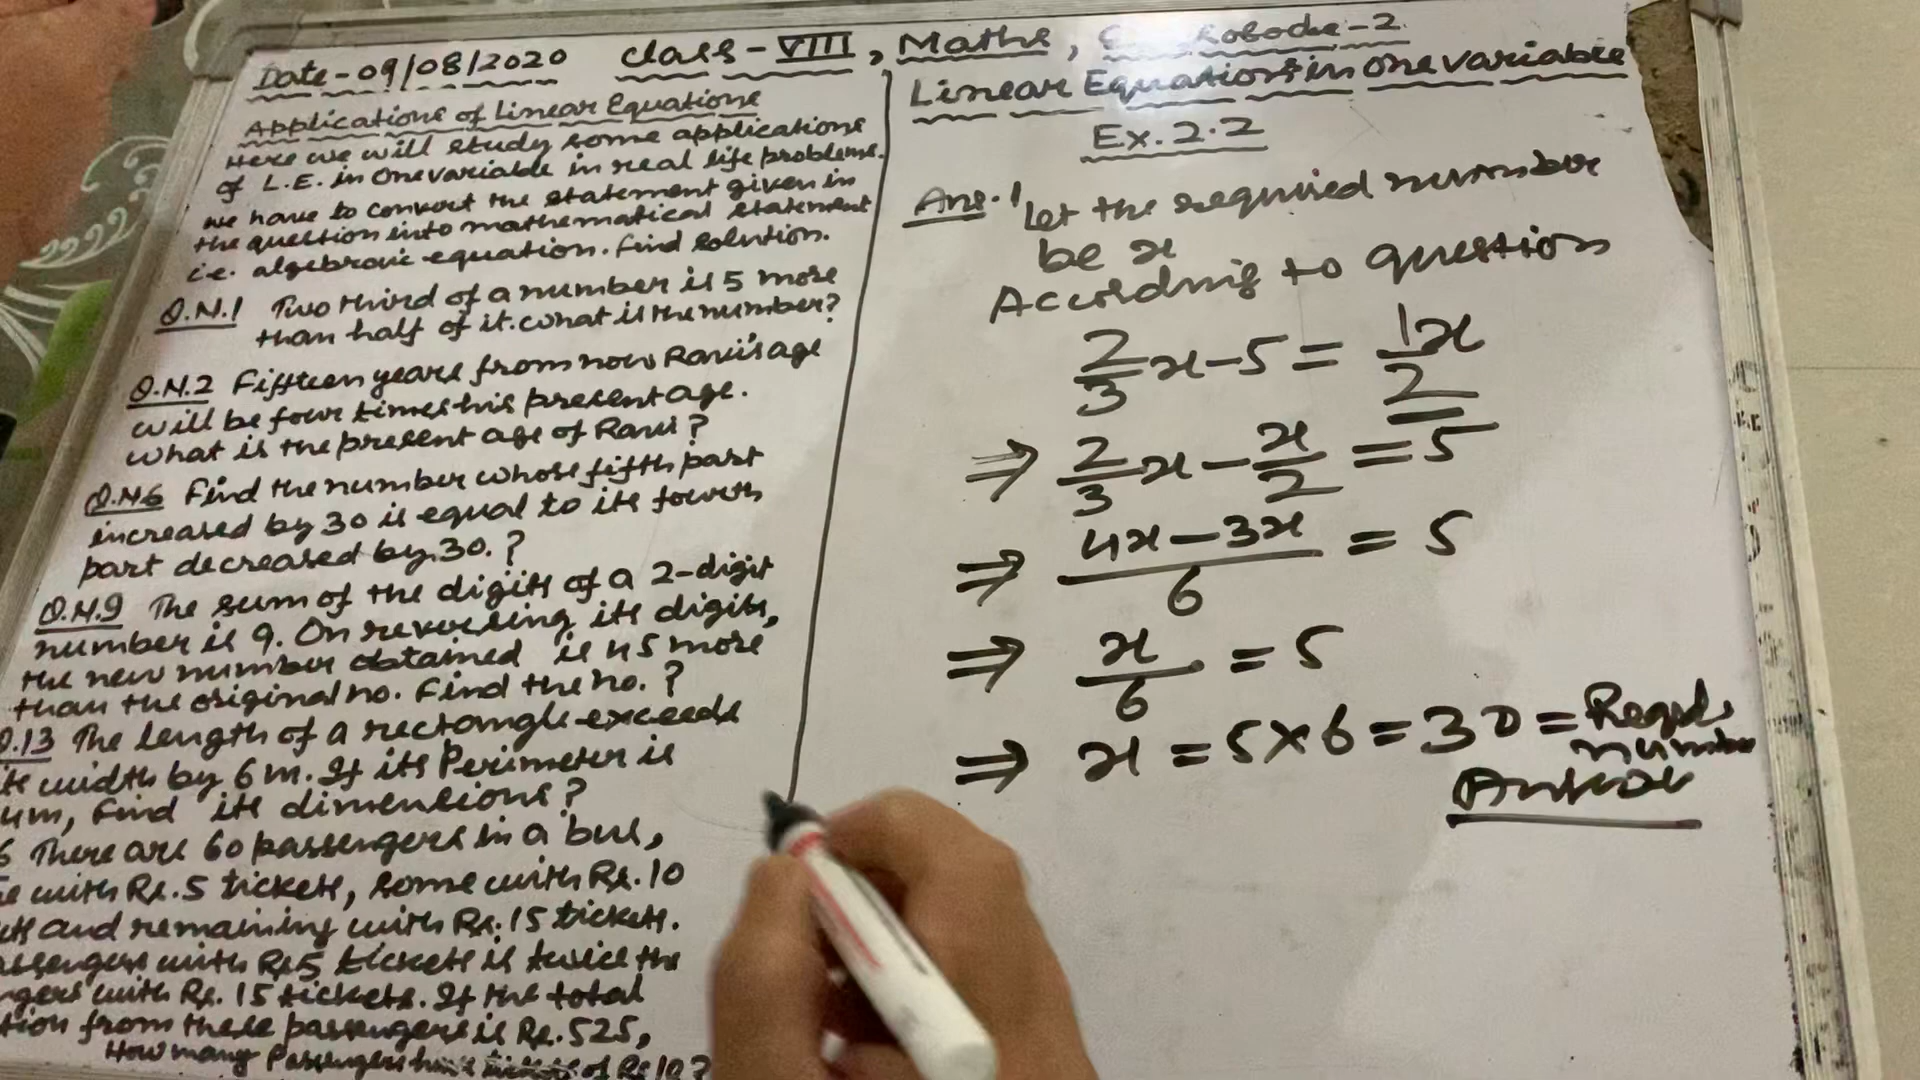 Date-09/08/2020 Class-VIII, Maths,
Applications of Linear Equations
Here we will study some applications
of L.E. in One variable in real life problems.
we have to convert the statement given in
the question into mathematical statement
i.e. algebraic equation. find solution.
Q.N.1 Two third of a number is 5 more
than half of it. What is the number?
Q.N.2 Fifteen years from now Ravi's age
will be four times his present age.
What is the present age of Ravi?
Q.N6 Find the number whose fifth part
increased by 30 is equal to its fourth
part decreased by 30.?
Q.N.9 The sum of the digits of a 2-digit
number is 9. On reversing its digits,
the new number obtained is 45 more
than the original no. Find the no.?
.13 The length of a rectangle exceeds
width by 6 m. If its Perimeter is
m, find its dimensions?
There are 60 passengers in a bus,
with Rs.5 tickets, some with Rs.10
and remaining with Rs.15 tickets.
with Rs5 tickets is twice the
with Rs.15 tickets. If the total
from these passengers is Rs.525,
How many Passengers have of Rs10?
Linear Equations in One variable
Ex.2.2
Ans.1 Let the required number
be x
According to question
2/3 x-5 = 1x/2
⇒ 2/3 x - x/2 = 5
⇒ (4x-3x)/6 = 5
⇒ x/6 = 5
⇒ x = 5×6 = 30 = Reqd.
number
Answer